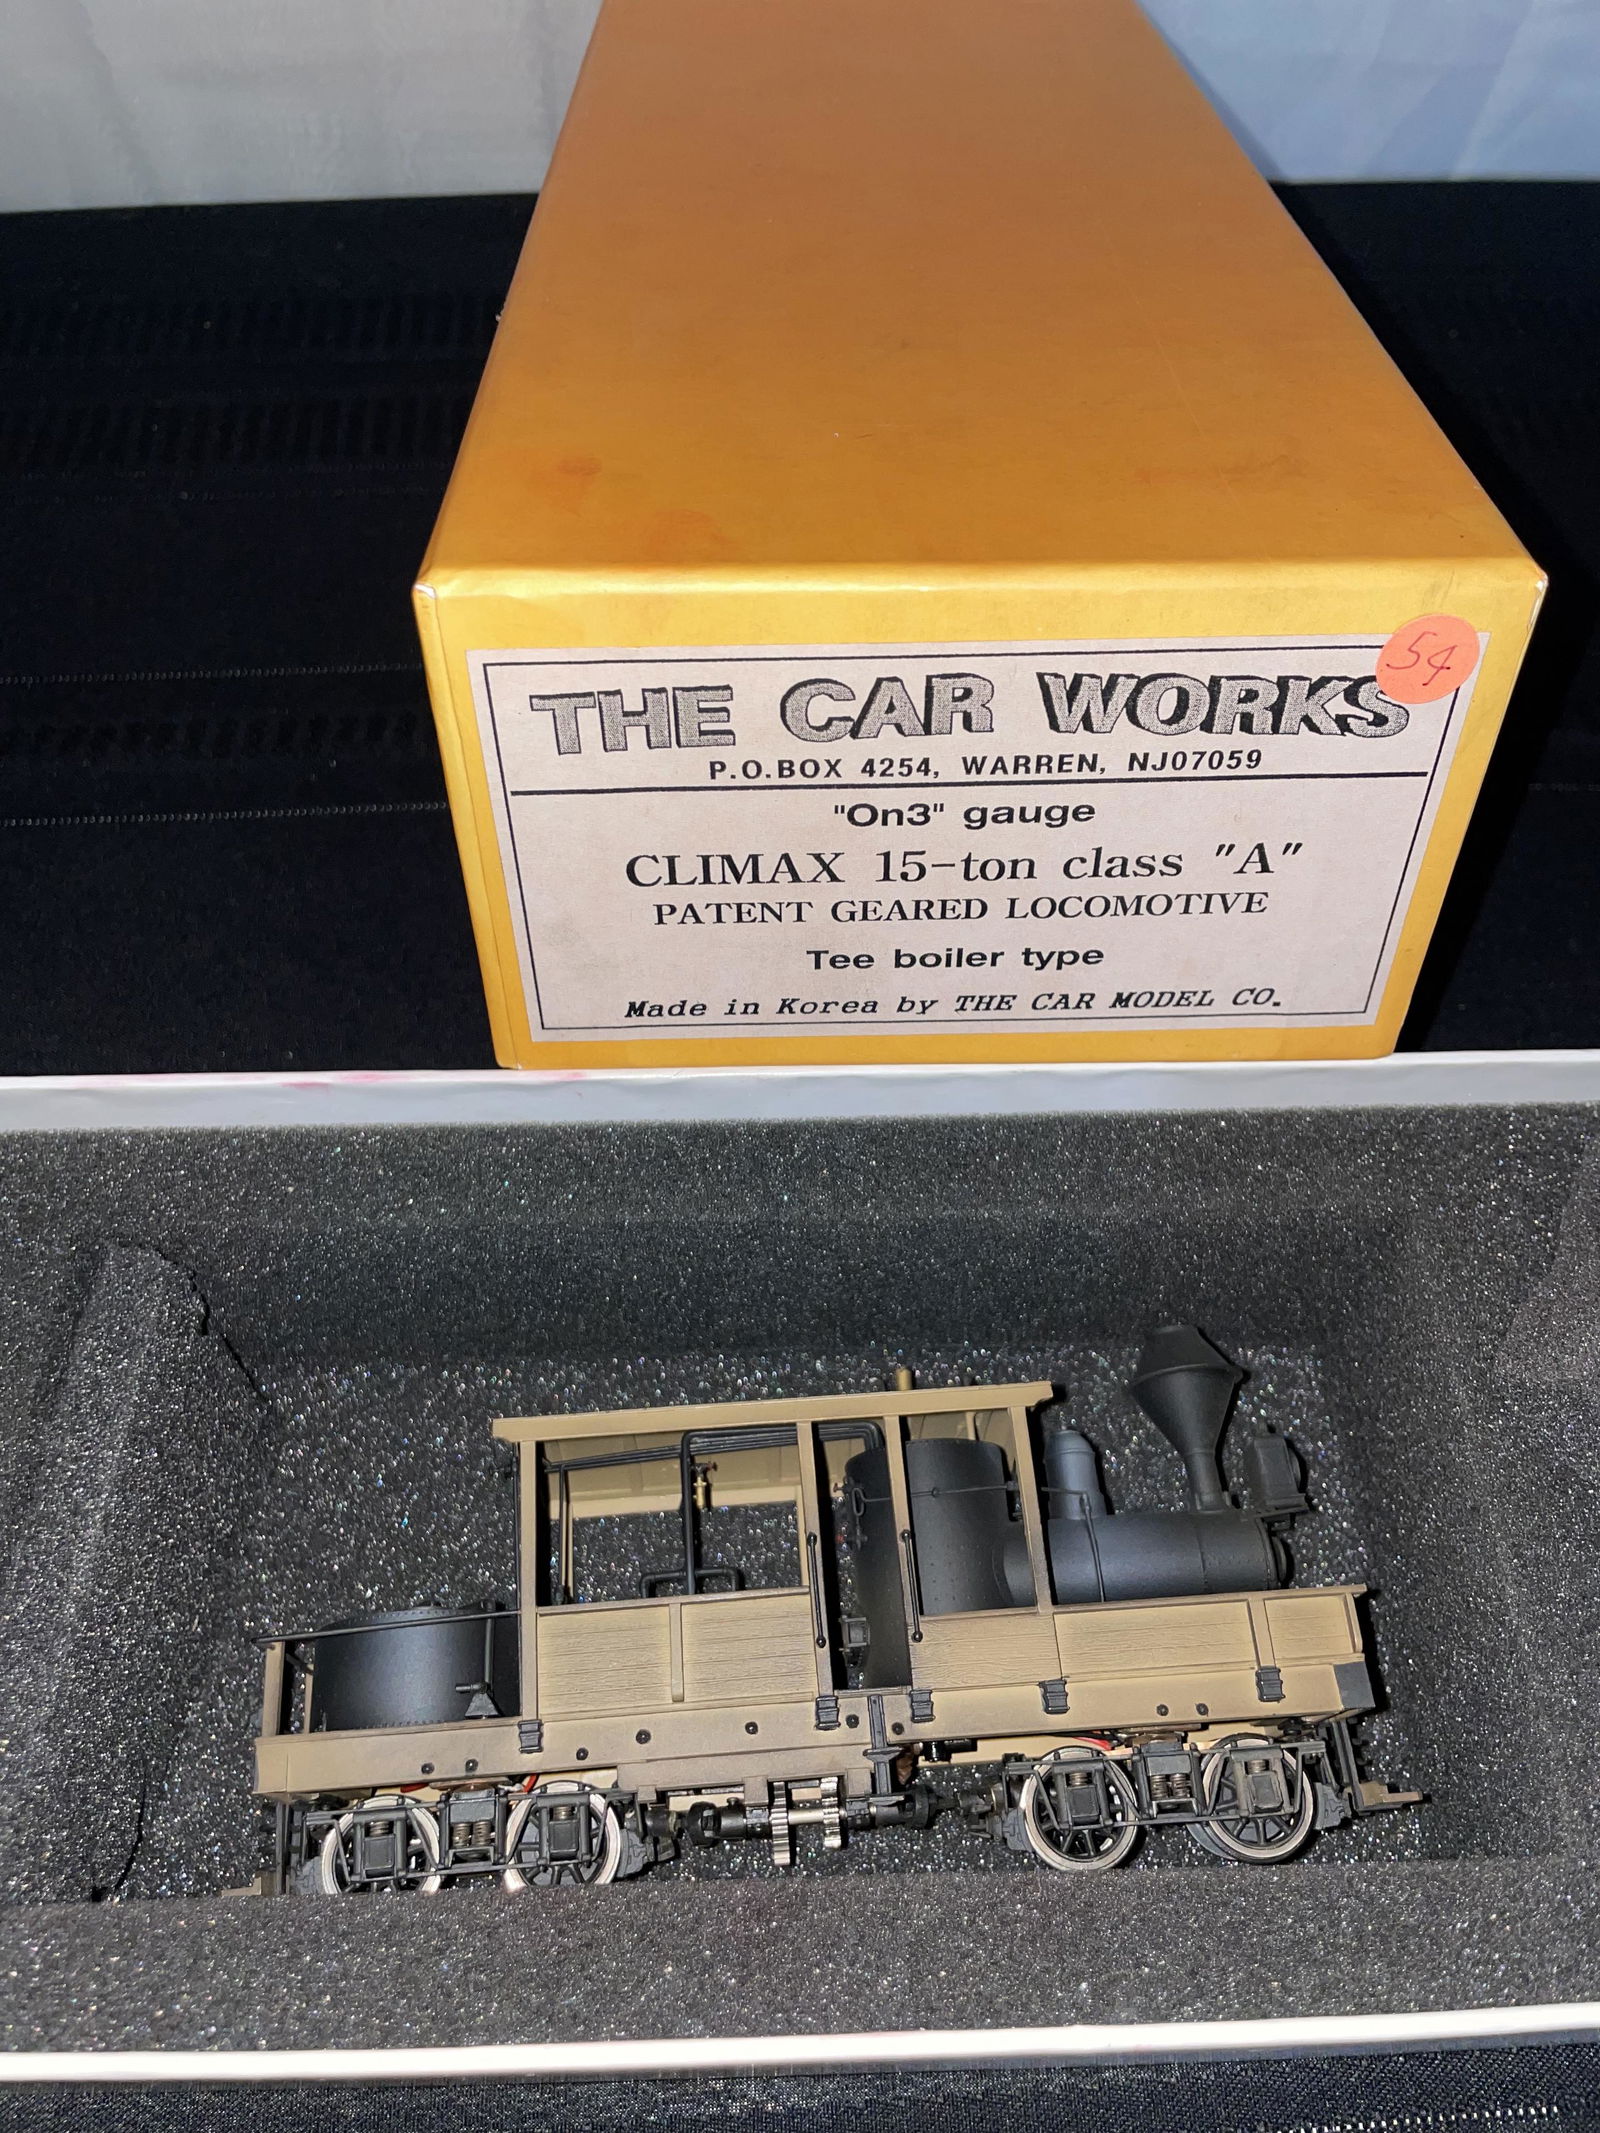 54
THE CAR WORKS
P.O.BOX 4254, WARREN, NJ07059
"On3" gauge
CLIMAX 15-ton class "A"
PATENT GEARED LOCOMOTIVE
Tee boiler type
Made in Korea by THE CAR MODEL CO.